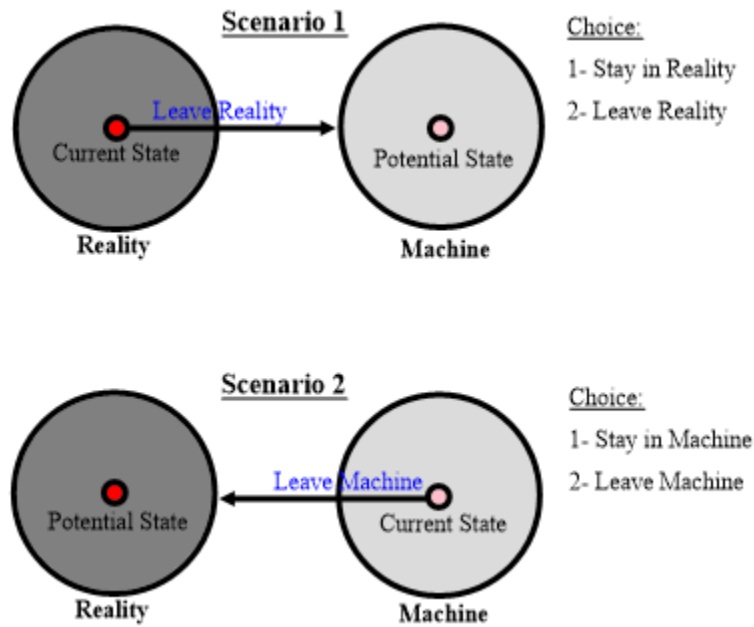 Scenario 1
Choice:
1- Stay in Reality
2- Leave Reality
Leave Reality
Current State
Potential State
Reality
Machine
Scenario 2
Choice:
1- Stay in Machine
2- Leave Machine
Leave Machine
Potential State
Current State
Reality
Machine